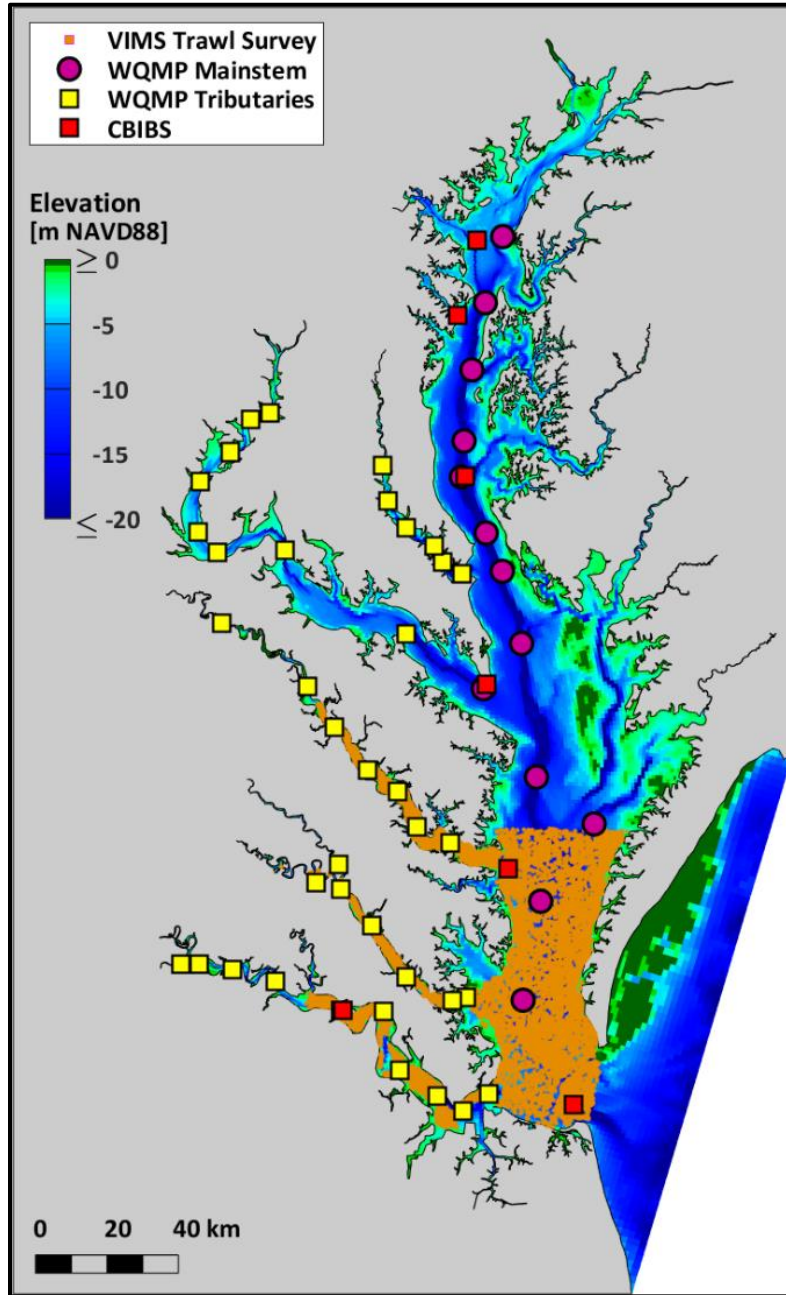 VIMS Trawl Survey
WQMP Mainstem
WQMP Tributaries
CBIBS
Elevation
[m NAVD88]
≥ 0
-5
-10
-15
≤ -20
0 20 40 km